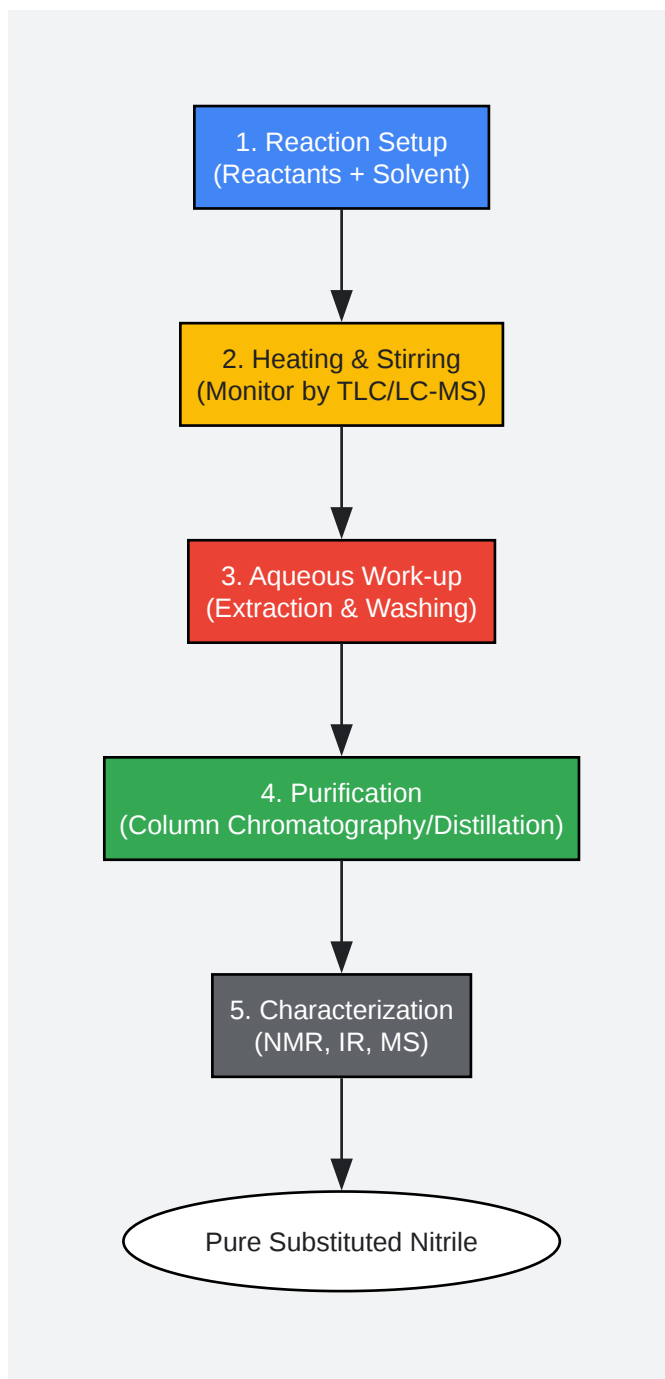 1. Reaction Setup
(Reactants + Solvent)
2. Heating & Stirring
(Monitor by TLC/LC-MS)
3. Aqueous Work-up
(Extraction & Washing)
4. Purification
(Column Chromatography/Distillation)
5. Characterization
(NMR, IR, MS)
Pure Substituted Nitrile